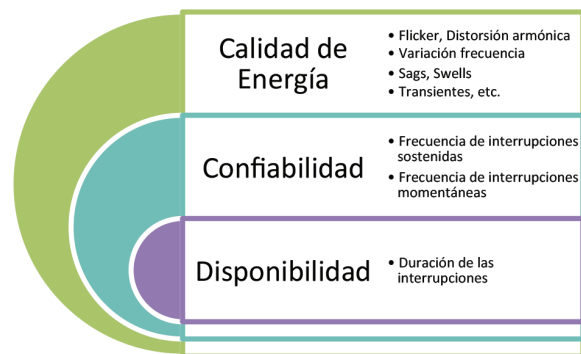 Calidad de
Energía
• Flicker, Distorsión armónica
• Variación frecuencia
• Sags, Swells
• Transientes, etc.
Confiabilidad
• Frecuencia de interrupciones
sostenidas
• Frecuencia de interrupciones
momentáneas
Disponibilidad
• Duración de las
interrupciones